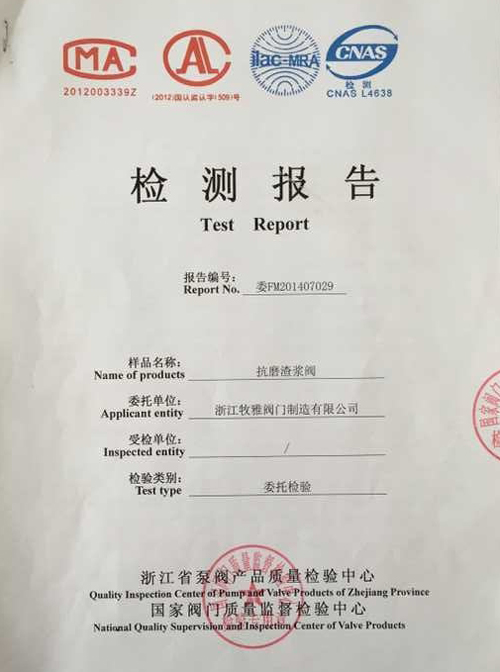 MA
AL
ilac-MRA
CNAS
2012003339Z
(2012)国认监认字(509)号
检 测
CNAS L4638
检 测 报 告
Test Report
报告编号:
Report No. 委FM201407029
样品名称:
Name of products 抗磨渣浆阀
委托单位:
Applicant entity 浙江牧雅阀门制造有限公司
受检单位:
Inspected entity /
检验类别:
Test type 委托检验
浙江省泵阀产品质量检验中心
Quality Inspection Center of Pump and Valve Products of Zhejiang Province
国家阀门质量监督检验中心
National Quality Supervision and Inspection Center of Valve Products